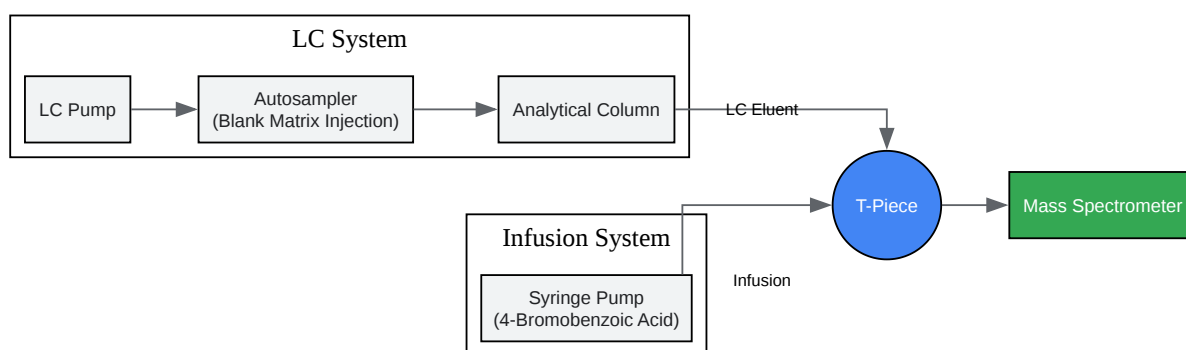 LC System
LC Pump
Autosampler
(Blank Matrix Injection)
Analytical Column
LC Eluent
T-Piece
Mass Spectrometer
Infusion System
Infusion
Syringe Pump
(4-Bromobenzoic Acid)